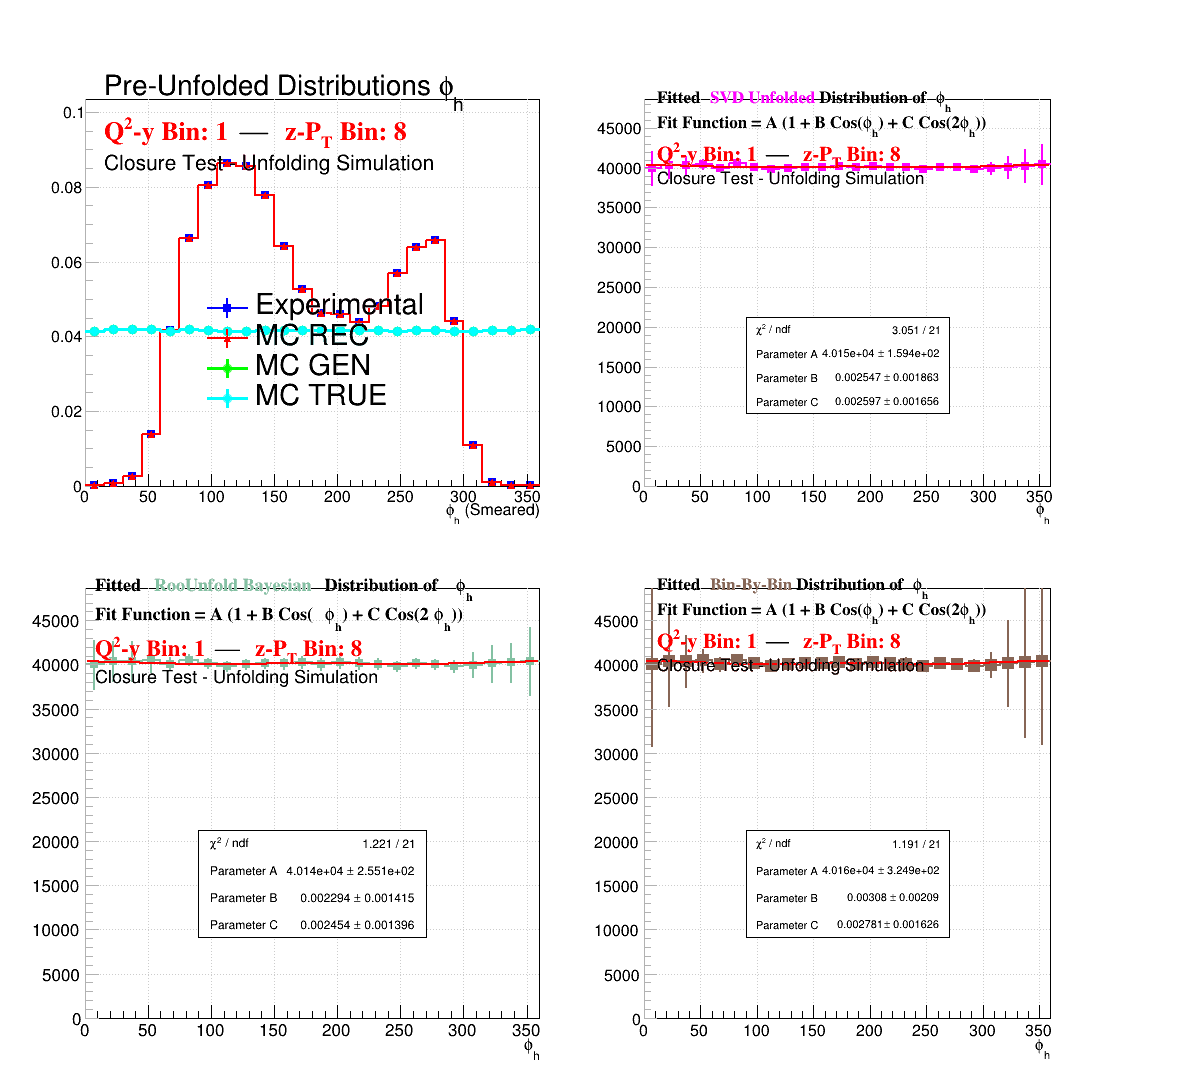 Pre-Unfolded Distributions ϕh
Q²-y Bin: 1 — z-PT Bin: 8
Closure Test - Unfolding Simulation
0.1
0.08
0.06
0.04
0.02
0
Experimental
MC REC
MC GEN
MC TRUE
0 50 100 150 200 250 300 350
ϕh (Smeared)
Fitted SVD Unfolded Distribution of ϕh
Fit Function = A (1 + B Cos(ϕh) + C Cos(2ϕh))
Q²-y Bin: 1 — z-PT Bin: 8
Closure Test - Unfolding Simulation
45000
40000
35000
30000
25000
20000
15000
10000
5000
0
χ² / ndf 3.051 / 21
Parameter A 4.015e+04 ± 1.594e+02
Parameter B 0.002547 ± 0.001863
Parameter C 0.002597 ± 0.001656
0 50 100 150 200 250 300 350
ϕh
Fitted RooUnfold Bayesian Distribution of ϕh
Fit Function = A (1 + B Cos( ϕh) + C Cos(2 ϕh))
Q²-y Bin: 1 — z-PT Bin: 8
Closure Test - Unfolding Simulation
45000
40000
35000
30000
25000
20000
15000
10000
5000
0
χ² / ndf 1.221 / 21
Parameter A 4.014e+04 ± 2.551e+02
Parameter B 0.002294 ± 0.001415
Parameter C 0.002454 ± 0.001396
0 50 100 150 200 250 300 350
ϕh
Fitted Bin-By-Bin Distribution of ϕh
Fit Function = A (1 + B Cos(ϕh) + C Cos(2ϕh))
Q²-y Bin: 1 — z-PT Bin: 8
Closure Test - Unfolding Simulation
45000
40000
35000
30000
25000
20000
15000
10000
5000
0
χ² / ndf 1.191 / 21
Parameter A 4.016e+04 ± 3.249e+02
Parameter B 0.00308 ± 0.00209
Parameter C 0.002781 ± 0.001626
0 50 100 150 200 250 300 350
ϕh